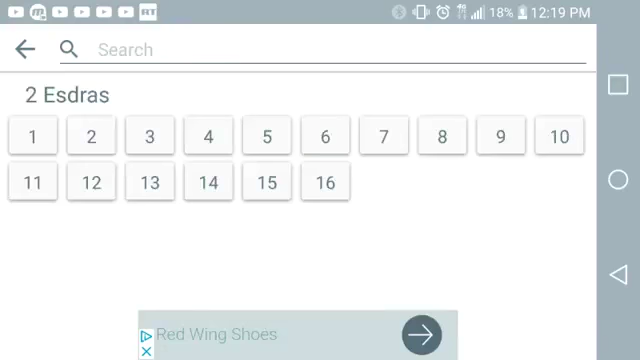 RT 18% 12:19 PM
Search
2 Esdras
1 2 3 4 5 6 7 8 9 10
11 12 13 14 15 16
Red Wing Shoes